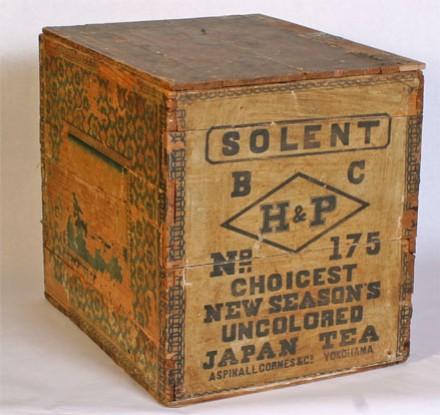 SOLENT
B C
H&P
No 175
CHOICEST
NEW SEASON'S
UNCOLORED
JAPAN TEA
ASPINALL CORNES & Co YOKOHAMA